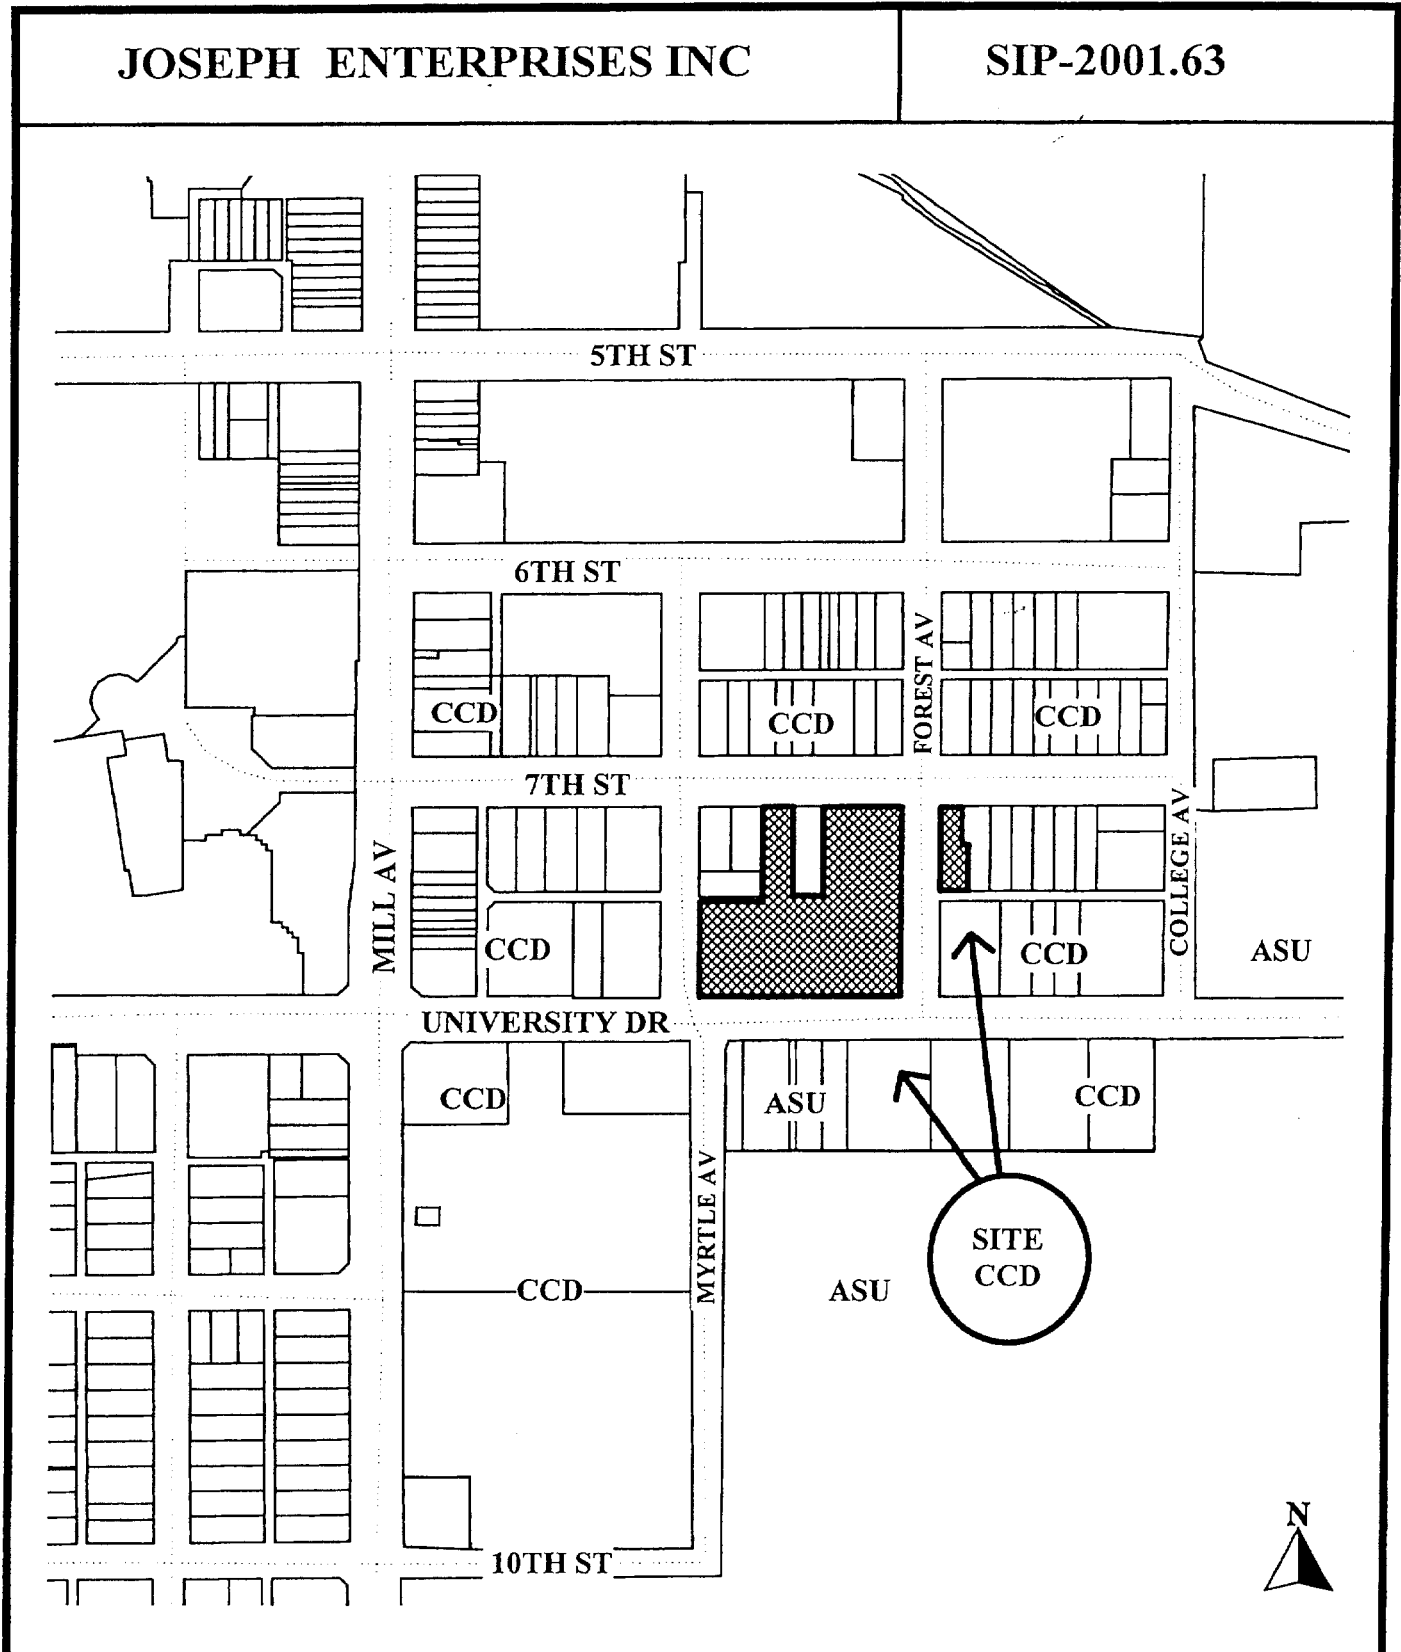 JOSEPH ENTERPRISES INC
SIP-2001.63
5TH ST
6TH ST
FOREST AV
CCD
CCD
CCD
7TH ST
MILL AV
COLLEGE AV
CCD
CCD
ASU
UNIVERSITY DR
CCD
ASU
CCD
MYRTLE AV
SITE
CCD
CCD
ASU
N
10TH ST